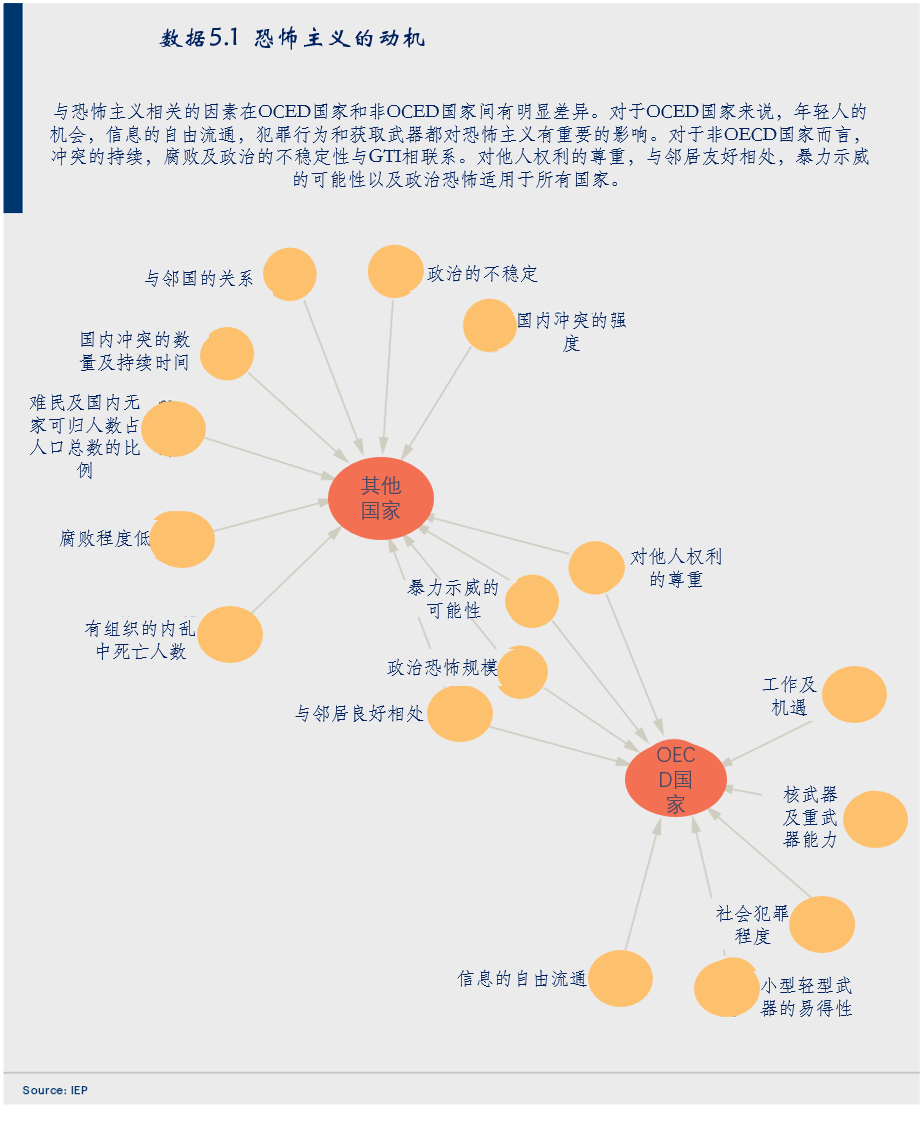 数据5.1 恐怖主义的动机
与恐怖主义相关的因素在OCED国家和非OCED国家间有明显差异。对于OCED国家来说，年轻人的
机会，信息的自由流通，犯罪行为和获取武器都对恐怖主义有重要的影响。对于非OECD国家而言，
冲突的持续，腐败及政治的不稳定性与GTI相联系。对他人权利的尊重，与邻居友好相处，暴力示威
的可能性以及政治恐怖适用于所有国家。
与邻国的关系
政治的不稳定
国内冲突的强
度
国内冲突的数
量及持续时间
难民及国内无
家可归人数占
人口总数的比
例
其他
国家
腐败程度低
对他人权利
的尊重
暴力示威的
可能性
有组织的内乱
中死亡人数
政治恐怖规模
与邻居良好相处
工作及
机遇
OEC
D国
家
核武器
及重武
器能力
社会犯罪
程度
信息的自由流通
小型轻型武
器的易得性
Source: IEP